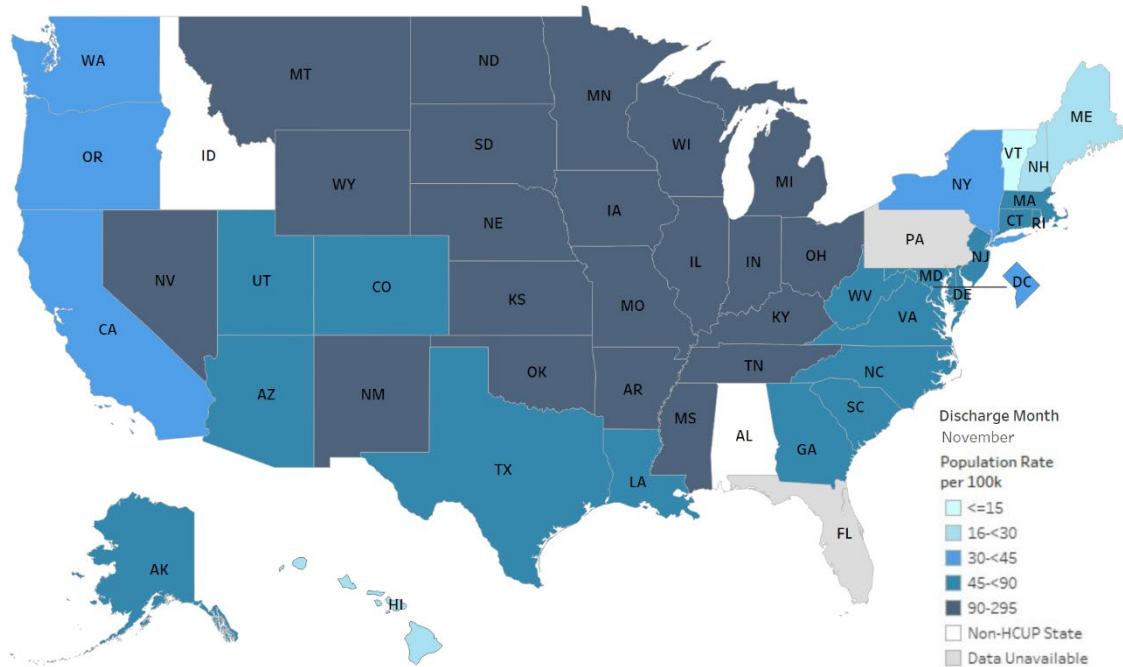 WA
MT
ND
MN
ME
VT
NH
OR
ID
SD
WI
NY
MA
CT
RI
WY
MI
IA
PA
NJ
NE
OH
IL
IN
NV
UT
CO
MD
DC
DE
WV
VA
KS
MO
KY
CA
TN
NC
OK
AR
AZ
NM
SC
MS
AL
GA
TX
LA
FL
AK
HI
Discharge Month
November
Population Rate
per 100k
<=15
16-<30
30-<45
45-<90
90-295
Non-HCUP State
Data Unavailable